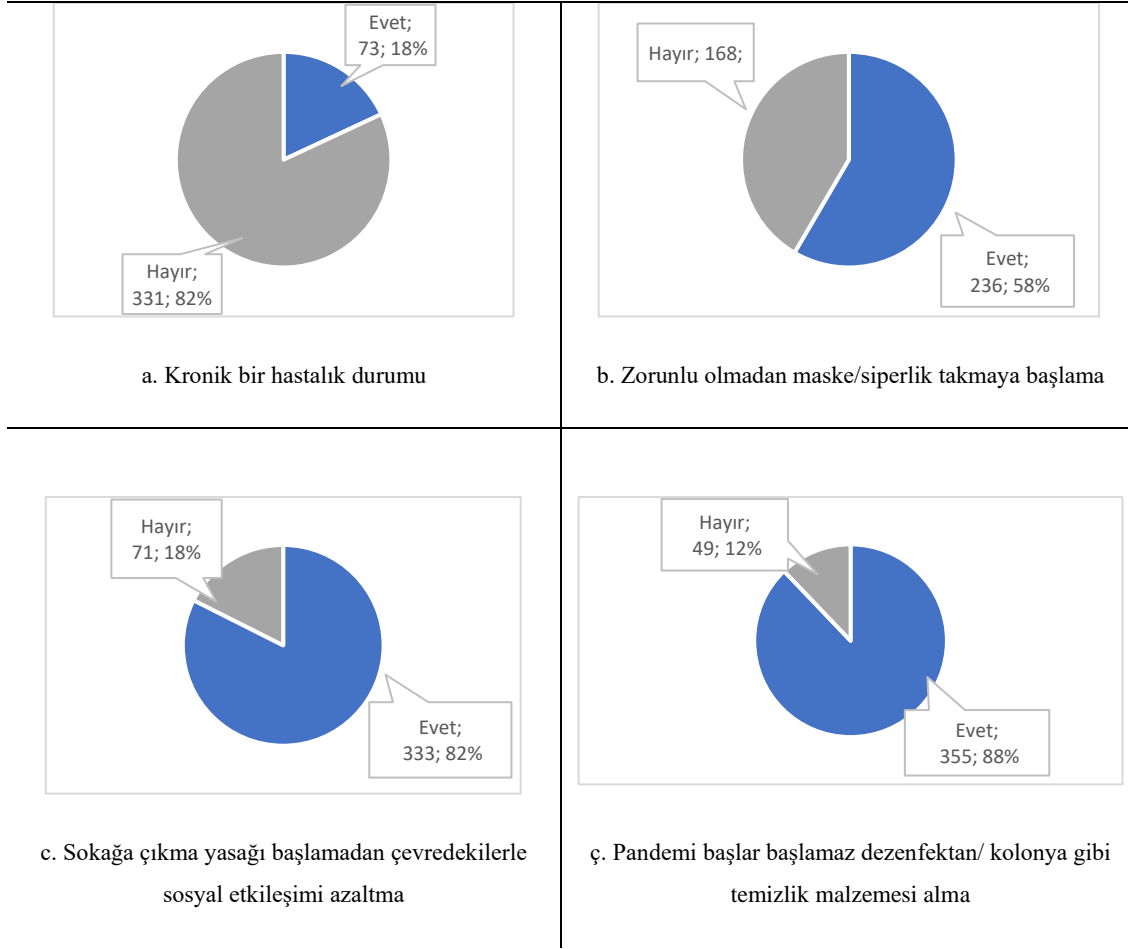 Evet;
73; 18%
Hayır;
331; 82%
a. Kronik bir hastalık durumu
Hayır; 168;
Evet;
236; 58%
b. Zorunlu olmadan maske/siperlik takmaya başlama
Hayır;
71; 18%
Evet;
333; 82%
c. Sokağa çıkma yasağı başlamadan çevredekilerle
sosyal etkileşimi azaltma
Hayır;
49; 12%
Evet;
355; 88%
ç. Pandemi başlar başlamaz dezenfektan/ kolonya gibi
temizlik malzemesi alma